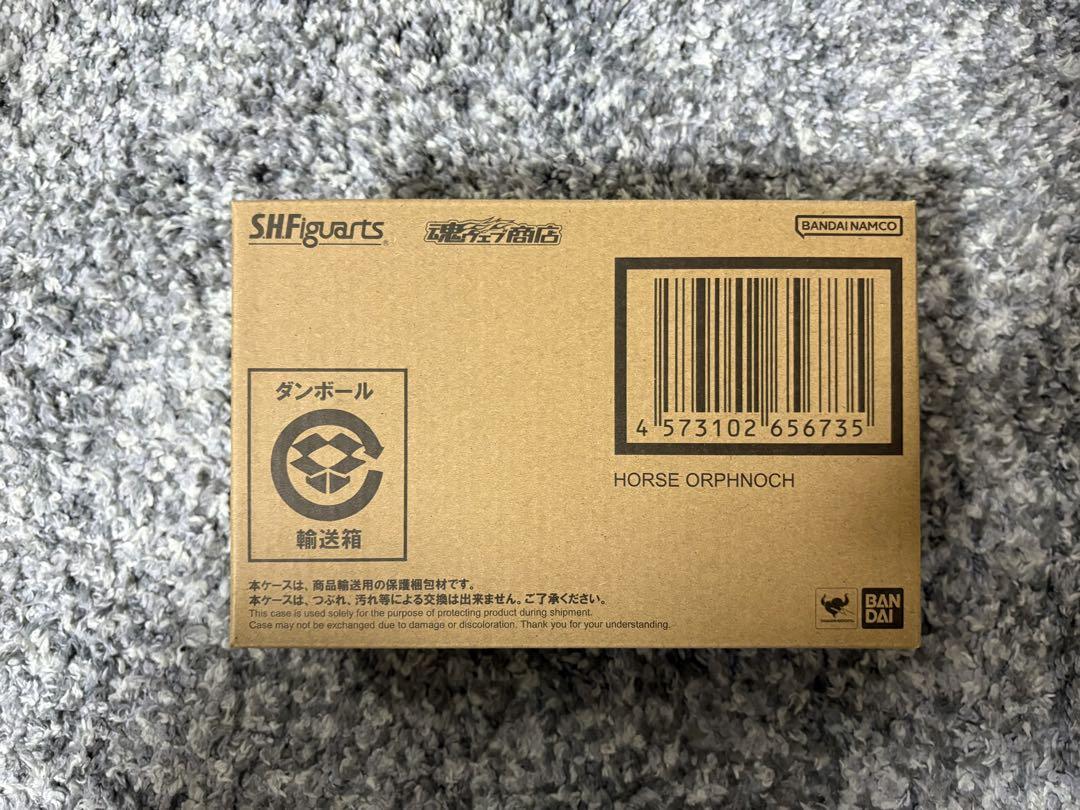 S.H.Figuarts
魂ウェブ商店
BANDAI NAMCO
4 573102 656735
HORSE ORPHNOCH
ダンボール
輸送箱
本ケースは、商品輸送用の保護梱包材です。
本ケースは、つぶれ、汚れ等による交換は出来ません。ご了承ください。
This case is used solely for the purpose of protecting product during shipment.
Case may not be exchanged due to damage or discoloration. Thank you for your understanding.
BAN
DAI